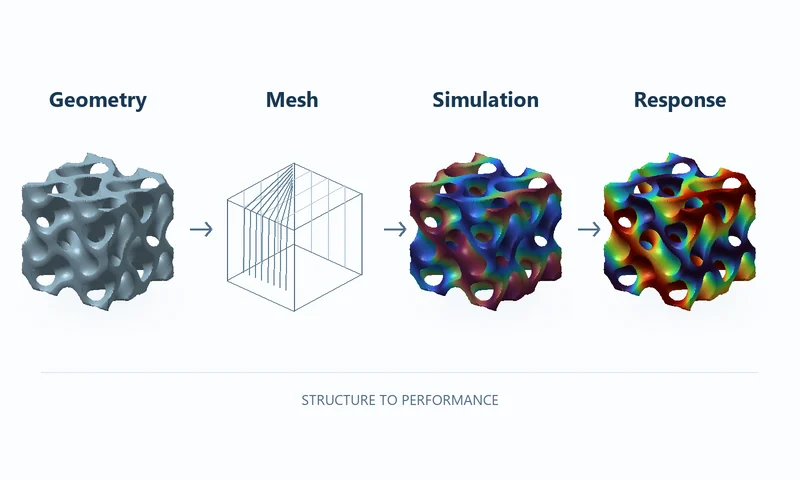 Geometry
Mesh
Simulation
Response
STRUCTURE TO PERFORMANCE